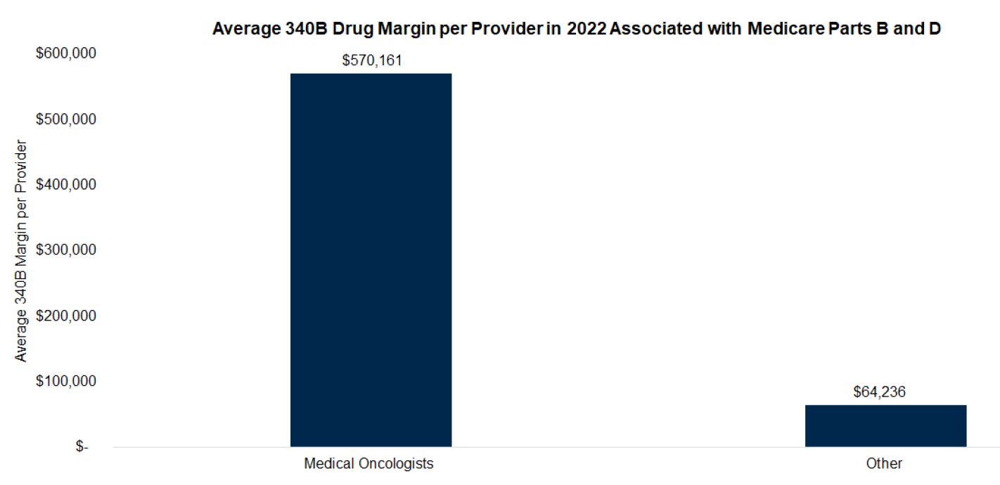 Average 340B Drug Margin per Provider in 2022 Associated with Medicare Parts B and D
Average 340B Margin per Provider
$600,000
$500,000
$400,000
$300,000
$200,000
$100,000
$-
$570,161
$64,236
Medical Oncologists
Other